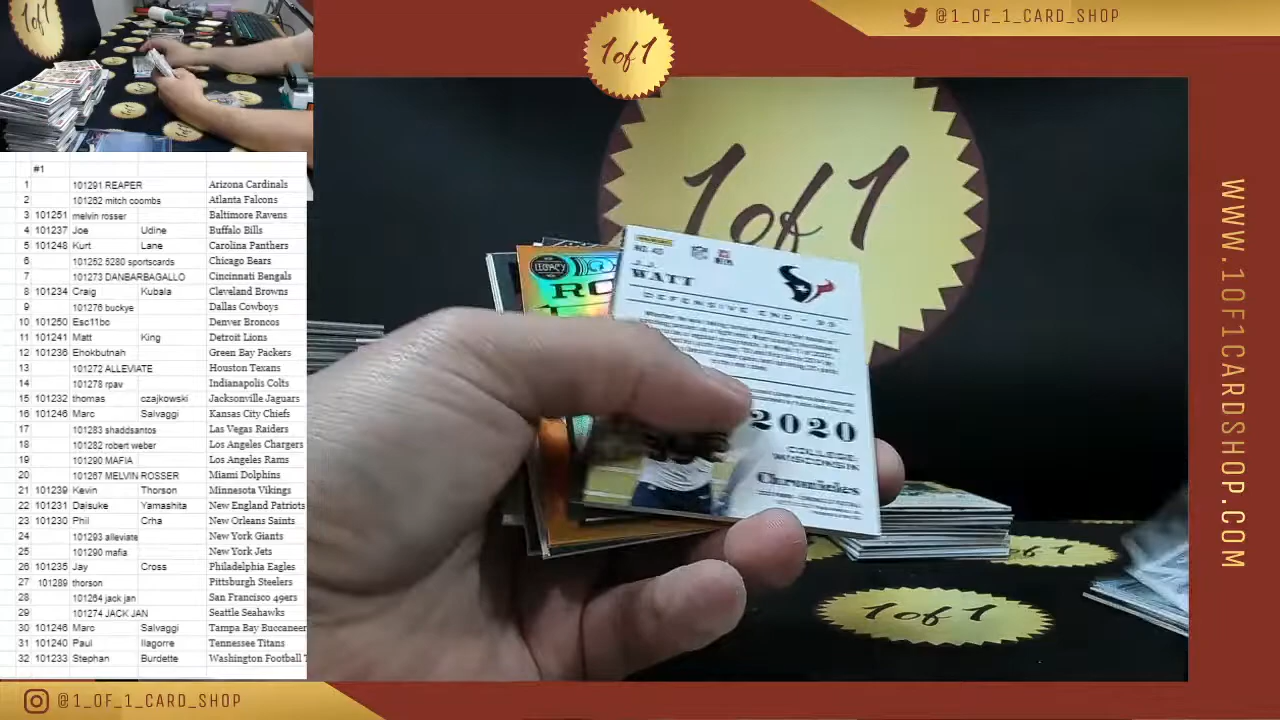 1of1
1of1
@1_OF_1_CARD_SHOP
#1
1 101291 REAPER Arizona Cardinals
2 101262 mitch coombs Atlanta Falcons
3 101251 melvin rosser Baltimore Ravens
4 101237 Joe Udine Buffalo Bills
5 101248 Kurt Lane Carolina Panthers
6 101252 5280 sportscards Chicago Bears
7 101273 DANBARBAGALLO Cincinnati Bengals
8 101234 Craig Kubala Cleveland Browns
9 101276 buckye Dallas Cowboys
10 101250 Esc11bo Denver Broncos
11 101241 Matt King Detroit Lions
12 101236 Ehokbutnah Green Bay Packers
13 101272 ALLEVIATE Houston Texans
14 101278 rpav Indianapolis Colts
15 101232 thomas czajkowski Jacksonville Jaguars
16 101246 Marc Salvaggi Kansas City Chiefs
17 101283 shaddsantos Las Vegas Raiders
18 101282 robert weber Los Angeles Chargers
19 101290 MAFIA Los Angeles Rams
20 101267 MELVIN ROSSER Miami Dolphins
21 101239 Kevin Thorson Minnesota Vikings
22 101231 Daisuke Yamashita New England Patriots
23 101230 Phil Crha New Orleans Saints
24 101293 alleviate New York Giants
25 101290 mafia New York Jets
26 101235 Jay Cross Philadelphia Eagles
27 101289 thorson Pittsburgh Steelers
28 101264 jack jan San Francisco 49ers
29 101274 JACK JAN Seattle Seahawks
30 101246 Marc Salvaggi Tampa Bay Buccaneer
31 101240 Paul Ilagorre Tennessee Titans
32 101233 Stephan Burdette Washington Football T
1of1
LEGACY
RO
NO. 43
J.J.
WATT
DEFENSIVE END - 99
2020
COLLEGE:
WISCONSIN
Chronicles
1of1
WWW.1OF1CARDSHOP.COM
@1_OF_1_CARD_SHOP